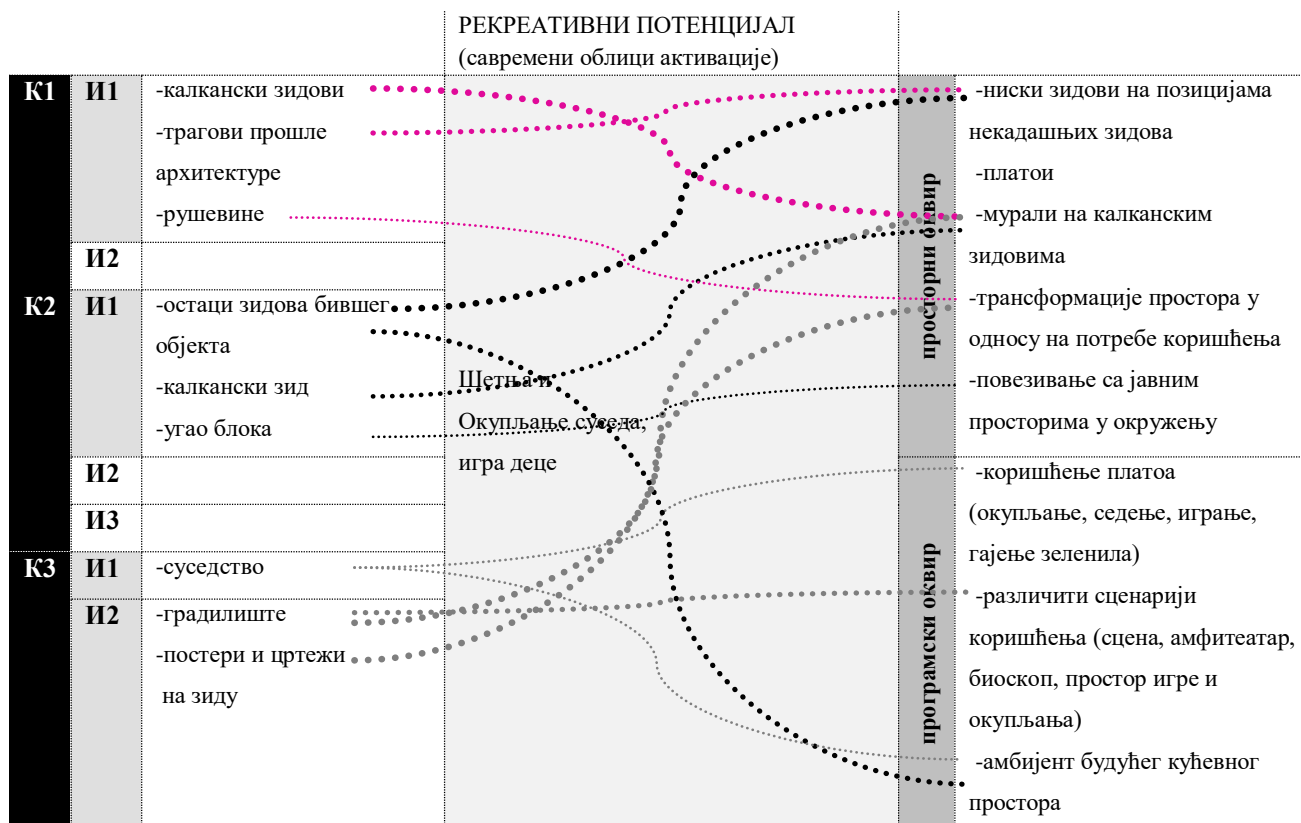 РЕКРЕАТИВНИ ПОТЕНЦИЈАЛ
(савремени облици активације)
К1
И1
-калкански зидови
-трагови прошле
архитектуре
-рушевине
И2
К2
И1
-остаци зидова бившег
објекта
-калкански зид
-угао блока
И2
И3
К3
И1
-суседство
И2
-градилиште
-постери и цртежи
на зиду
Шетња и
Окупљање суседа,
игра деце
просторни оквир
-ниски зидови на позицијама
некадашњих зидова
-платои
-мурали на калканским
зидовима
-трансформације простора у
односу на потребе коришћења
-повезивање са јавним
просторима у окружењу
програмски оквир
-коришћење платоа
(окупљање, седење, играње,
гајење зеленила)
-различити сценарији
коришћења (сцена, амфитеатар,
биоскоп, простор игре и
окупљања)
-амбијент будућег кућевног
простора